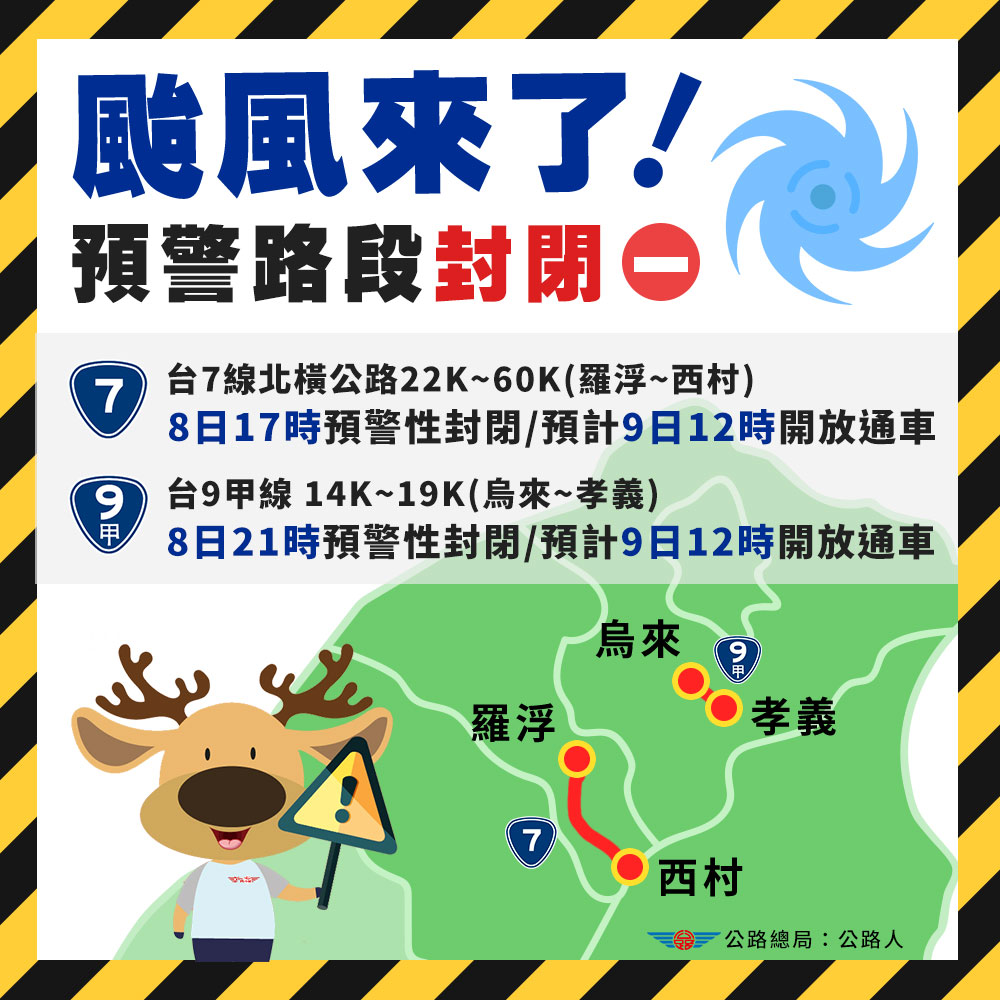 颱風來了!
預警路段封閉
7
台7線北橫公路22K~60K(羅浮~西村)
8日17時預警性封閉/預計9日12時開放通車
9
甲
台9甲線 14K~19K(烏來~孝義)
8日21時預警性封閉/預計9日12時開放通車
烏來
9
甲
孝義
羅浮
7
西村
公路總局：公路人